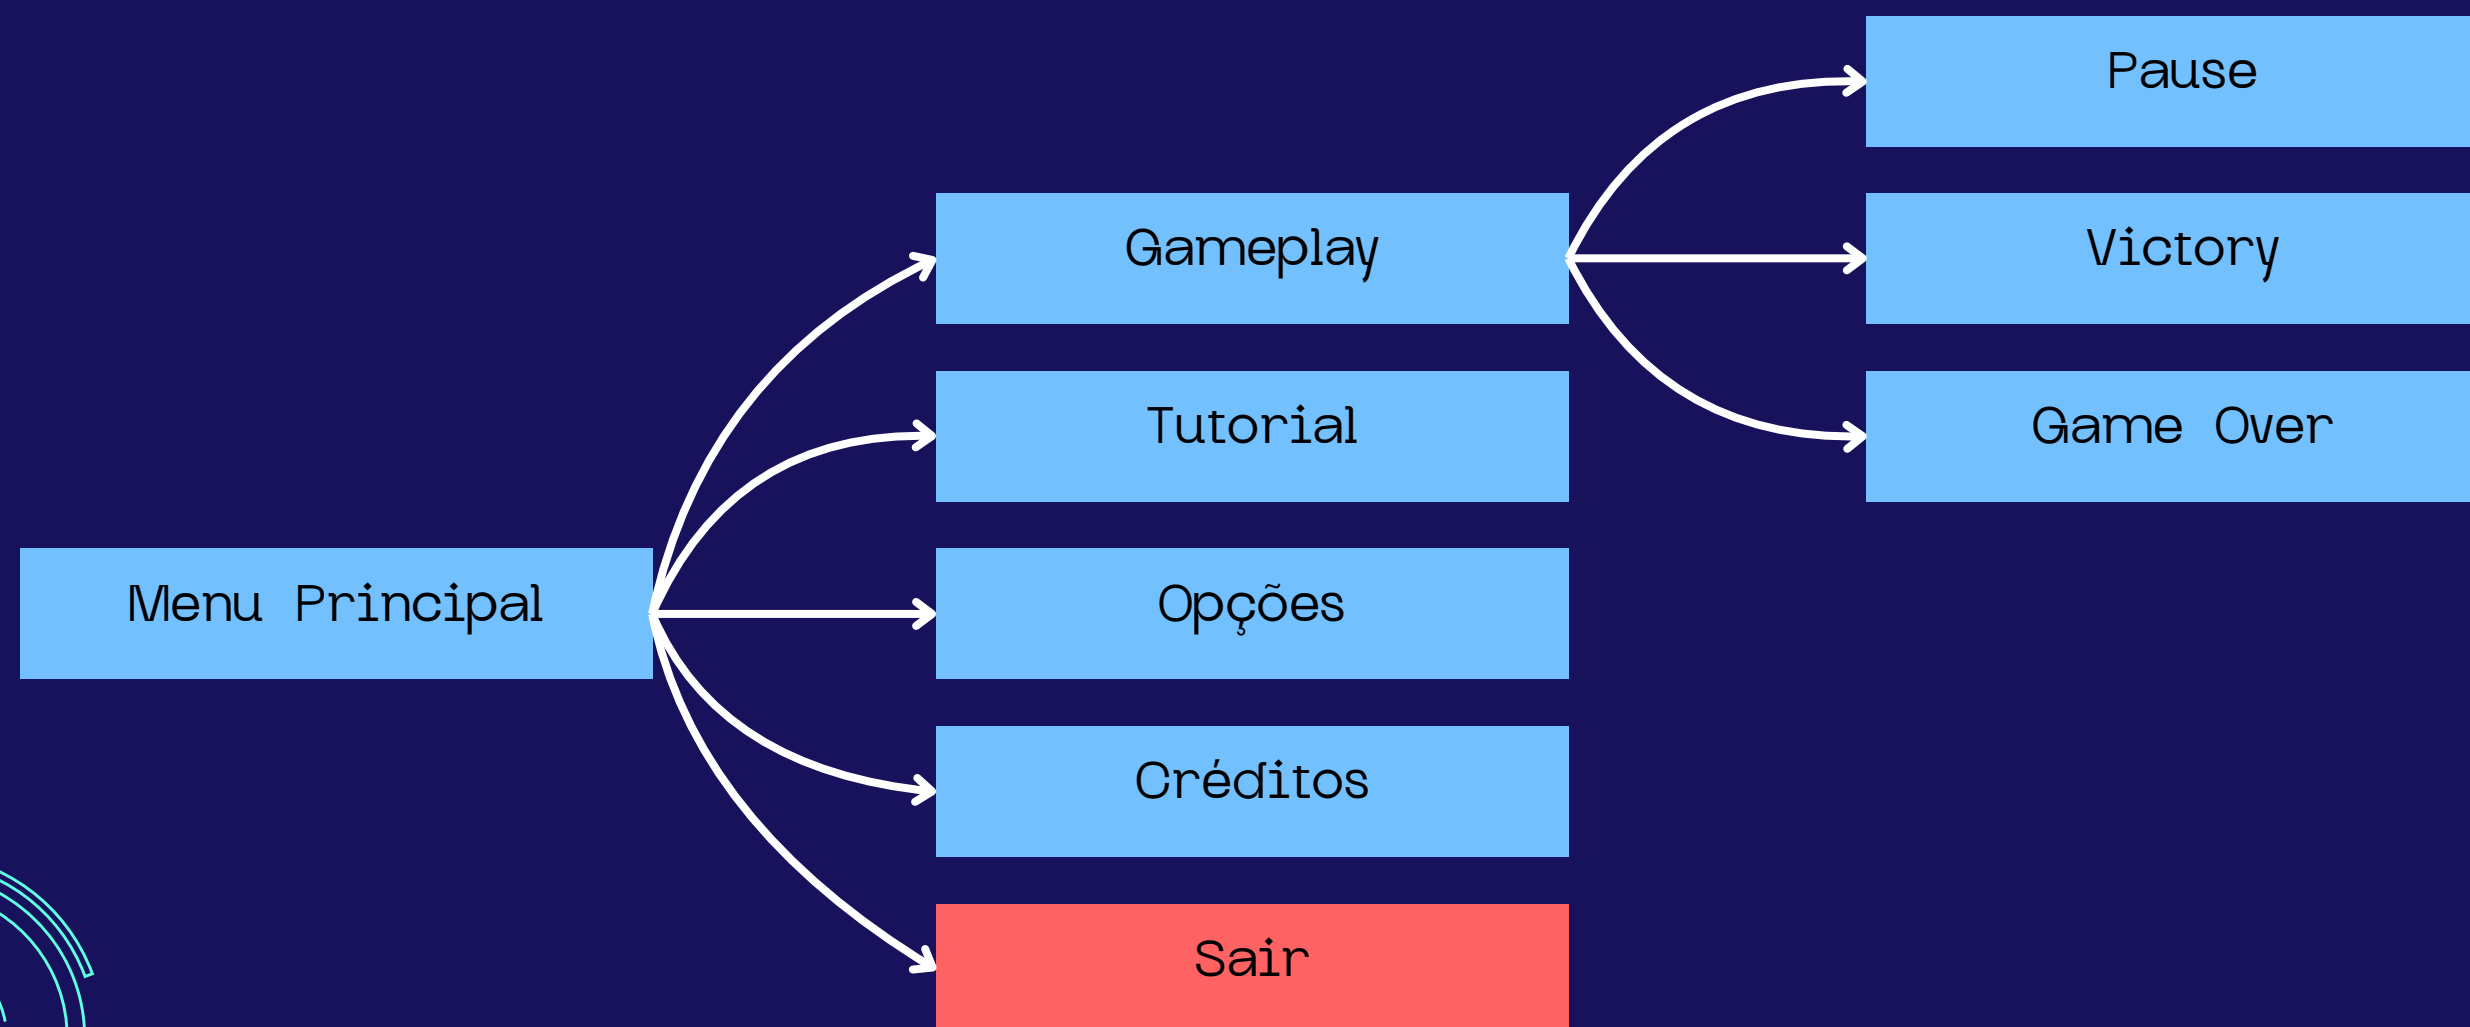 Menu Principal
Gameplay
Tutorial
Opções
Créditos
Sair
Pause
Victory
Game Over